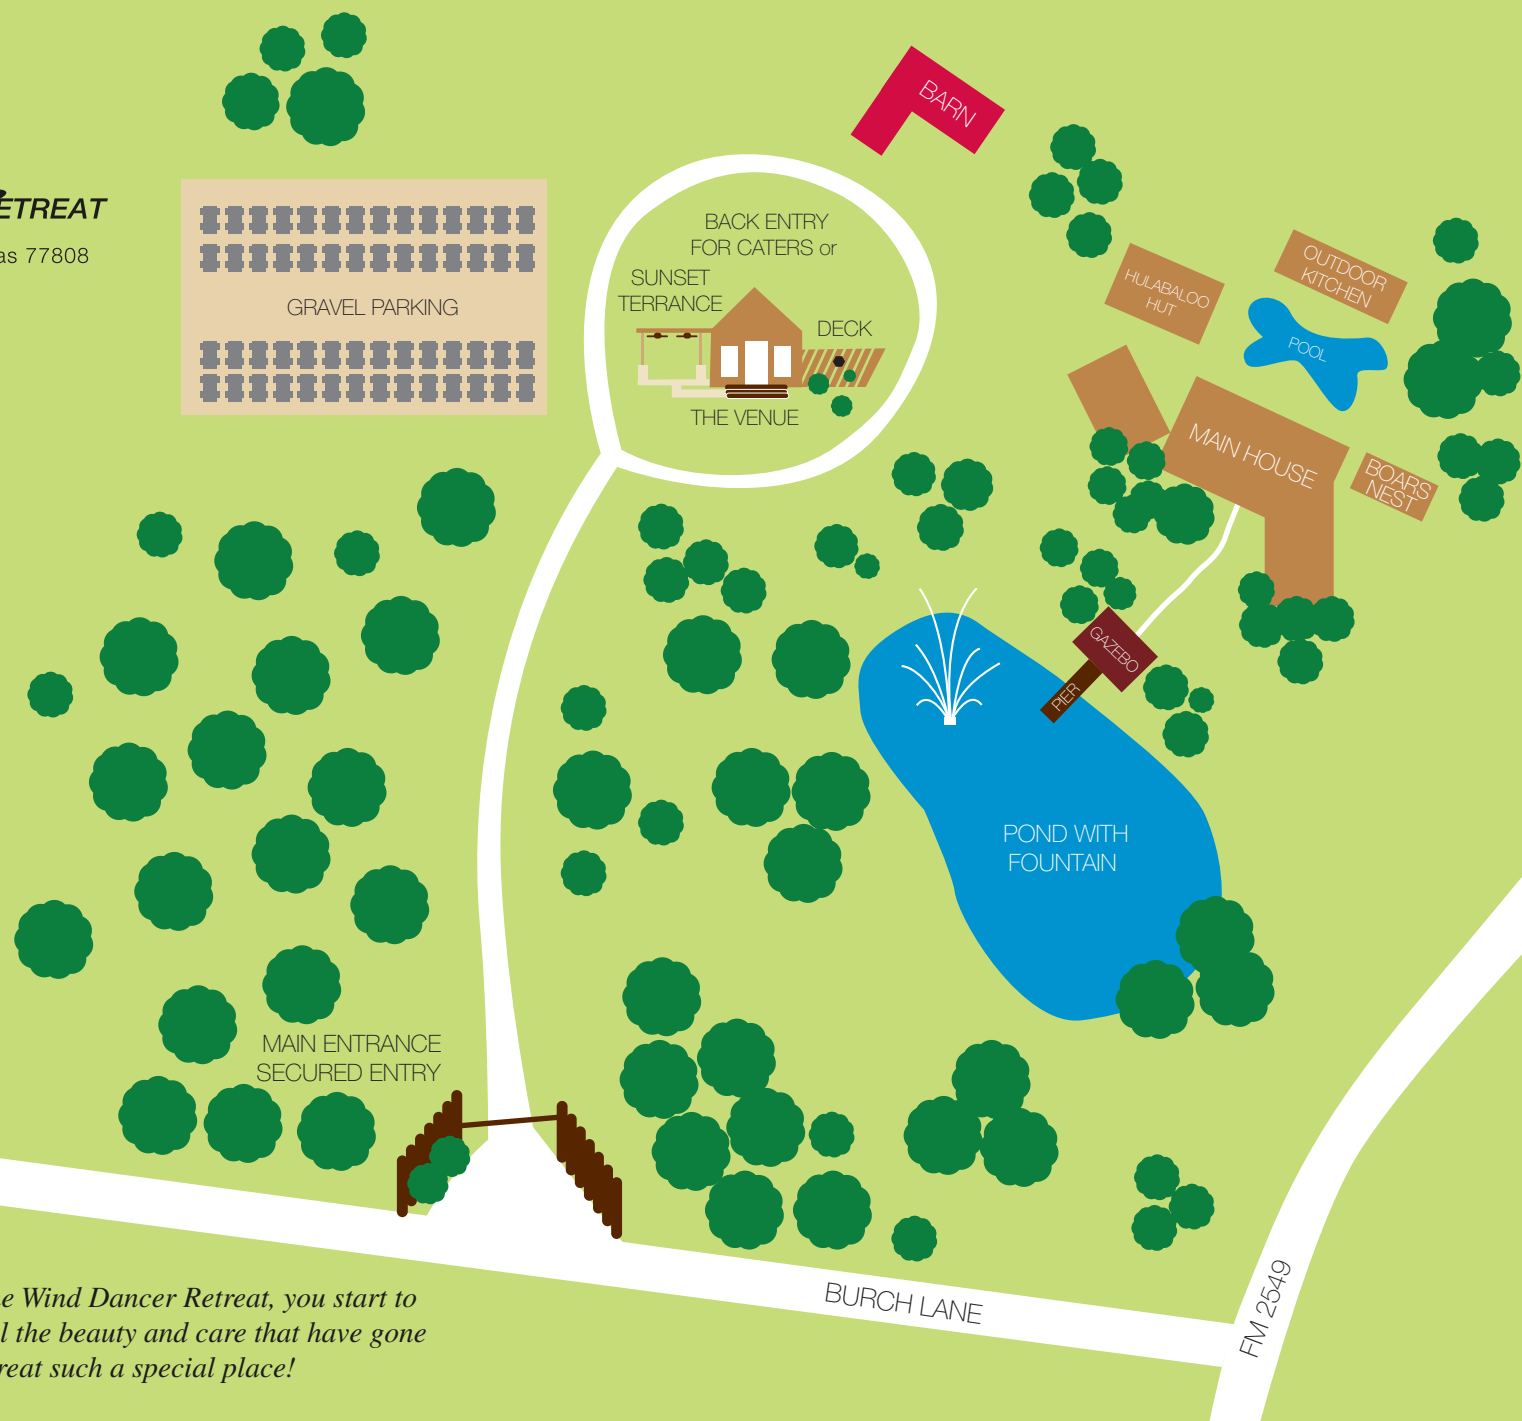 ETREAT
as 77808
BARN
BACK ENTRY
FOR CATERS or
SUNSET
TERRANCE
DECK
THE VENUE
GRAVEL PARKING
OUTDOOR
KITCHEN
HULABALOO
HUT
POOL
MAIN HOUSE
BOARS
NEST
GAZEBO
PIER
POND WITH
FOUNTAIN
MAIN ENTRANCE
SECURED ENTRY
BURCH LANE
FM 2549
e Wind Dancer Retreat, you start to
l the beauty and care that have gone
reat such a special place!